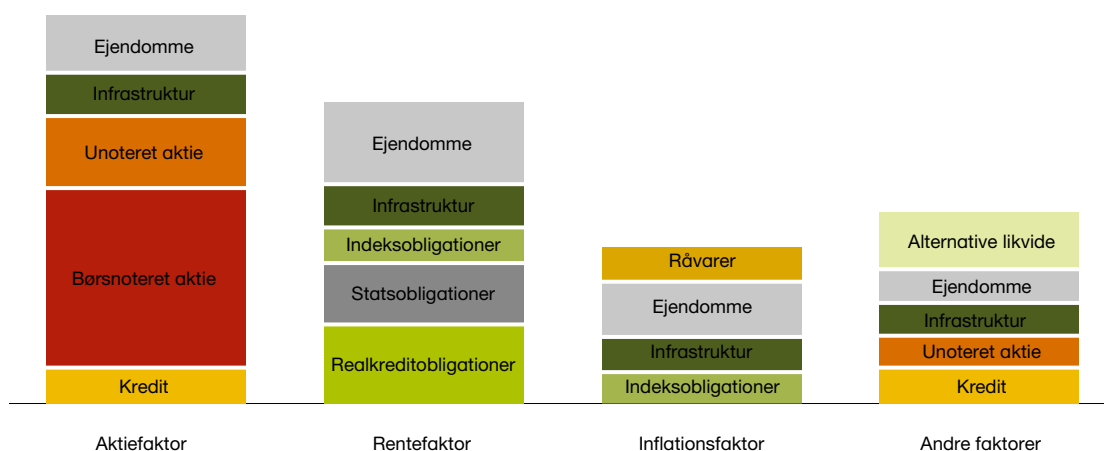 Ejendomme
Infrastruktur
Unoteret aktie
Børsnoteret aktie
Kredit
Aktiefaktor
Ejendomme
Infrastruktur
Indeksobligationer
Statsobligationer
Realkreditobligationer
Rentefaktor
Råvarer
Ejendomme
Infrastruktur
Indeksobligationer
Inflationsfaktor
Alternative likvide
Ejendomme
Infrastruktur
Unoteret aktie
Kredit
Andre faktorer